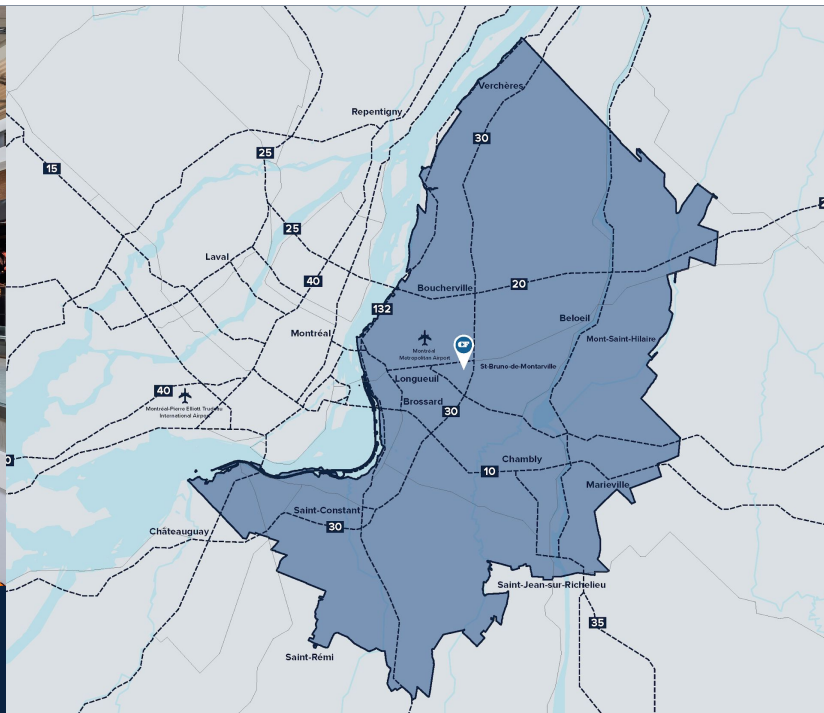 Verchères
Repentigny
30
25
15
2
25
Laval
40
Boucherville
20
132
Beloeil
Montréal
Mont-Saint-Hilaire
Montréal
Metropolitan Airport
St-Bruno-de-Montarville
Longueuil
40
Brossard
30
Montréal-Pierre Elliott Trudeau
International Airport
Chambly
0
10
Marieville
Saint-Constant
30
Châteauguay
Saint-Jean-sur-Richelieu
35
Saint-Rémi